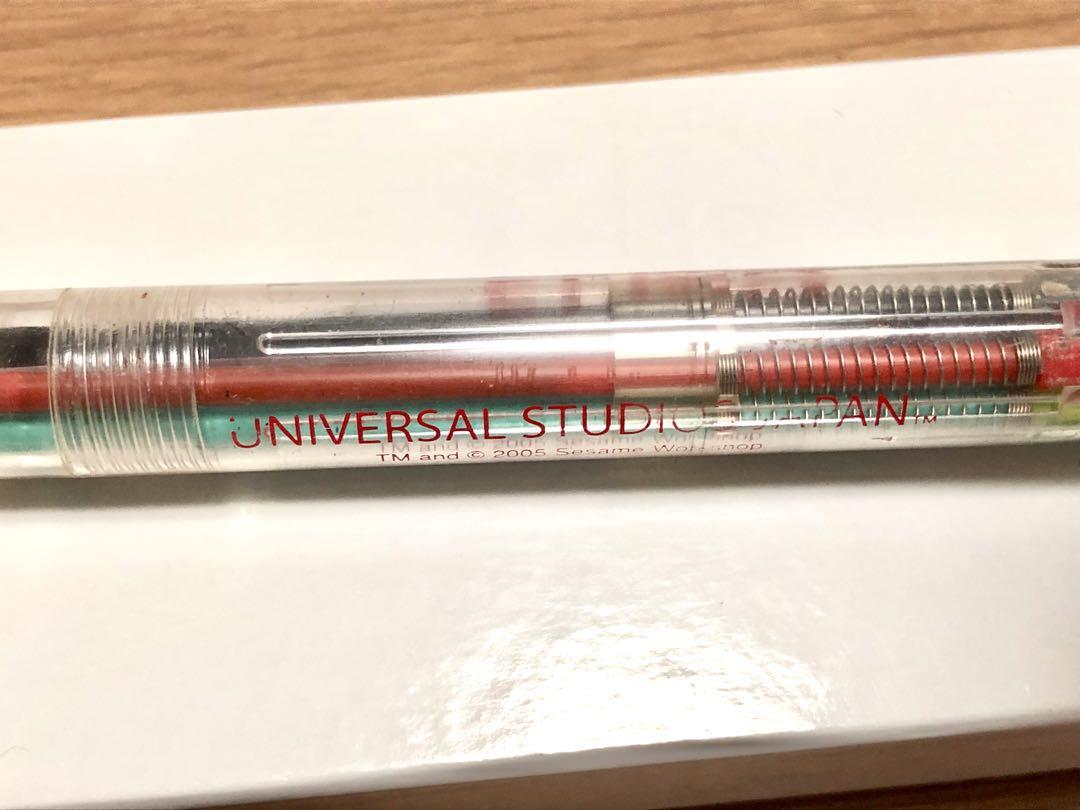 UNIVERSAL STUDIOS JAPAN™
TM and © 2005 Sesame Workshop